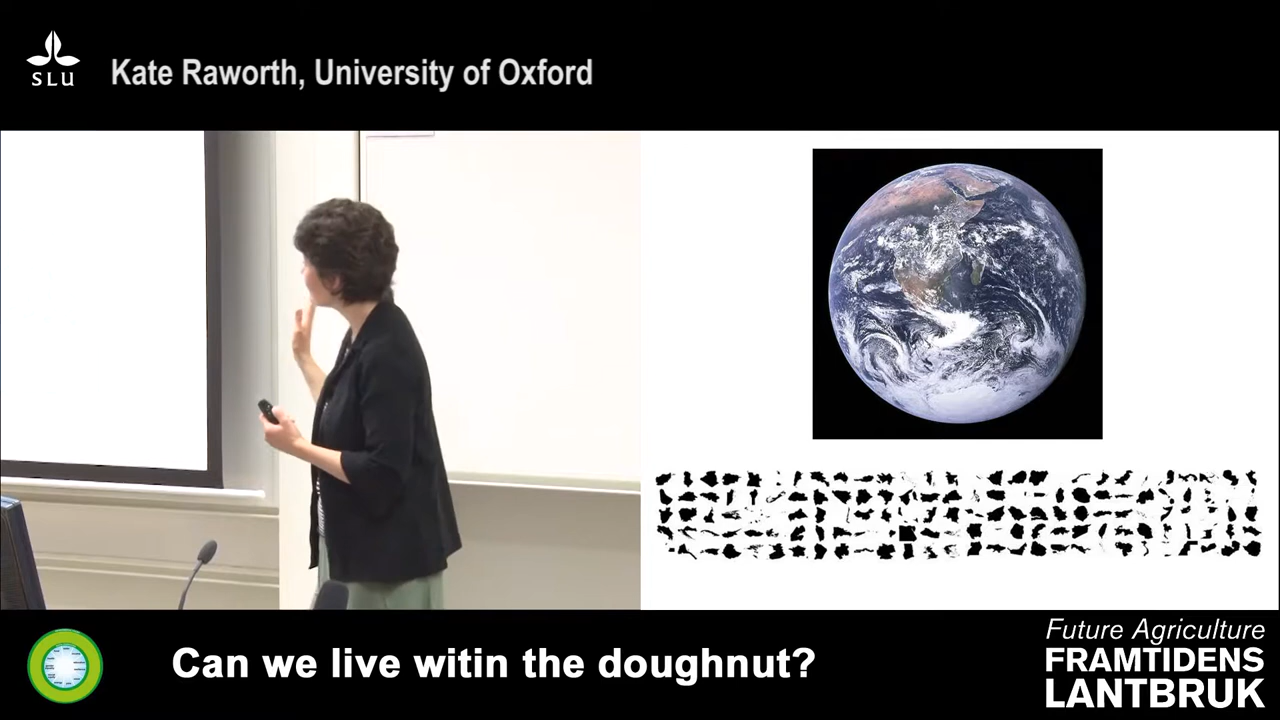 SLU
Kate Raworth, University of Oxford
Can we live witin the doughnut?
Future Agriculture
FRAMTIDENS
LANTBRUK